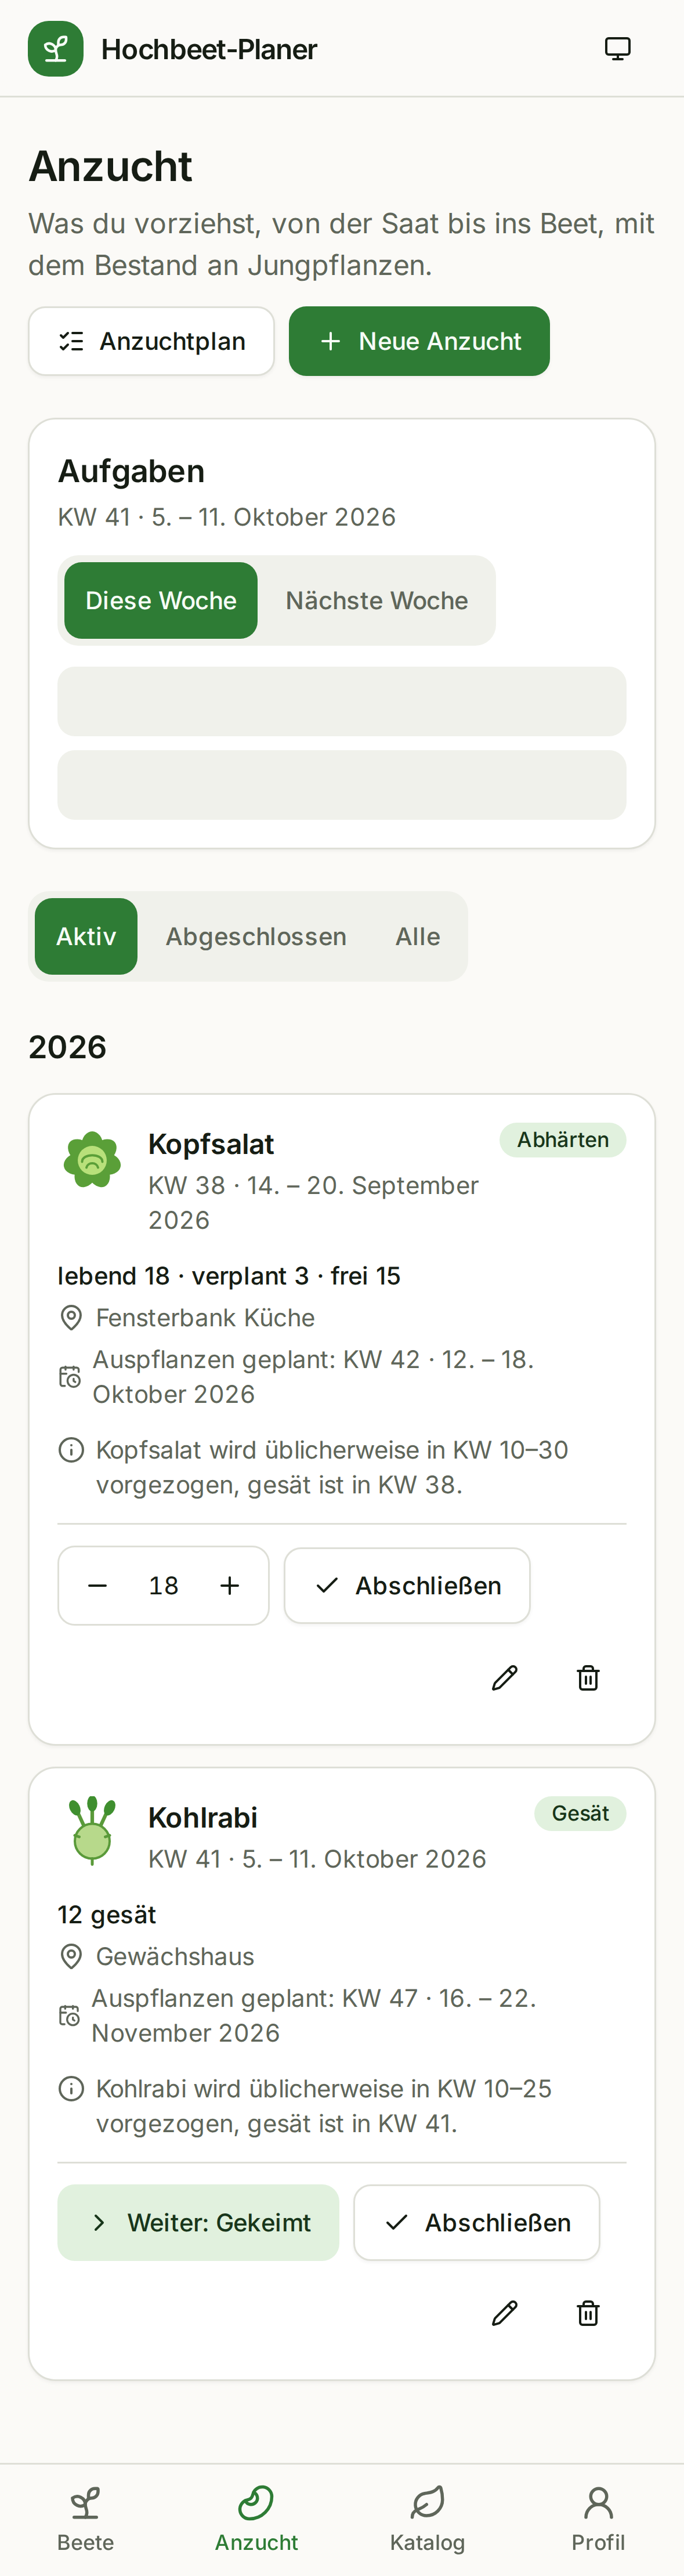 Hochbeet-Planer
Anzucht
Was du vorziehst, von der Saat bis ins Beet, mit
dem Bestand an Jungpflanzen.
Anzuchtplan
Neue Anzucht
Aufgaben
KW 41 · 5. – 11. Oktober 2026
Diese Woche
Nächste Woche
Aktiv
Abgeschlossen
Alle
2026
Kopfsalat
Abhärten
KW 38 · 14. – 20. September
2026
lebend 18 · verplant 3 · frei 15
Fensterbank Küche
Auspflanzen geplant: KW 42 · 12. – 18.
Oktober 2026
Kopfsalat wird üblicherweise in KW 10–30
vorgezogen, gesät ist in KW 38.
18
Abschließen
Kohlrabi
Gesät
KW 41 · 5. – 11. Oktober 2026
12 gesät
Gewächshaus
Auspflanzen geplant: KW 47 · 16. – 22.
November 2026
Kohlrabi wird üblicherweise in KW 10–25
vorgezogen, gesät ist in KW 41.
Weiter: Gekeimt
Abschließen
Beete
Anzucht
Katalog
Profil